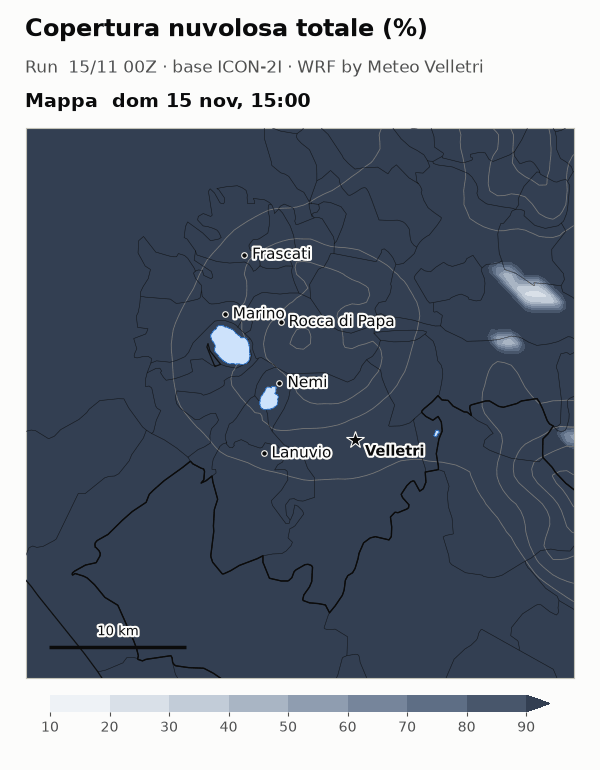 Copertura nuvolosa totale (%)
Run  15/11 00Z · base ICON-2I · WRF by Meteo Velletri
Mappa  dom 15 nov, 15:00
Frascati
Marino
Rocca di Papa
Nemi
Velletri
Lanuvio
10 km
10 20 30 40 50 60 70 80 90